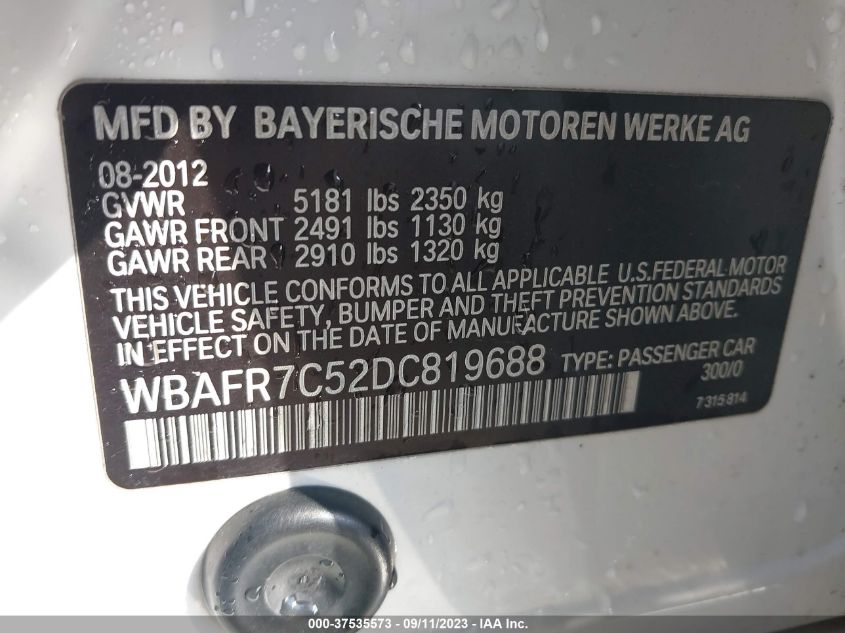 MFD BY BAYERISCHE MOTOREN WERKE AG
08-2012
GVWR 5181 lbs 2350 kg
GAWR FRONT 2491 lbs 1130 kg
GAWR REAR 2910 lbs 1320 kg
THIS VEHICLE CONFORMS TO ALL APPLICABLE U.S.FEDERAL MOTOR
VEHICLE SAFETY, BUMPER AND THEFT PREVENTION STANDARDS
IN EFFECT ON THE DATE OF MANUFACTURE SHOWN ABOVE.
WBAFR7C52DC819688 TYPE: PASSENGER CAR
300/0
7315814
000-37535573 - 09/11/2023 - IAA Inc.